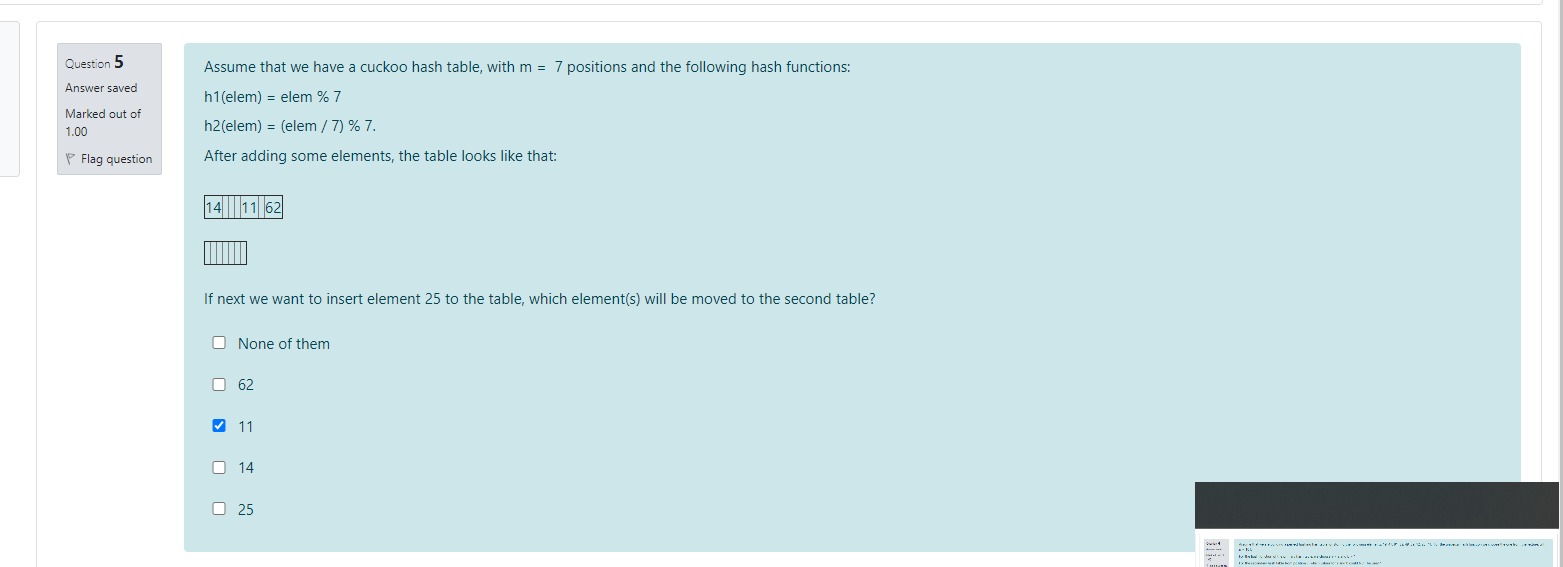 Question 5
Answer saved
Marked out of
1.00
Flag question
Assume that we have a cuckoo hash table, with m = 7 positions and the following hash functions:
h1(elem) = elem % 7
h2(elem) = (elem / 7) % 7.
After adding some elements, the table looks like that:
14 11 62
If next we want to insert element 25 to the table, which element(s) will be moved to the second table?
None of them
62
11
14
25